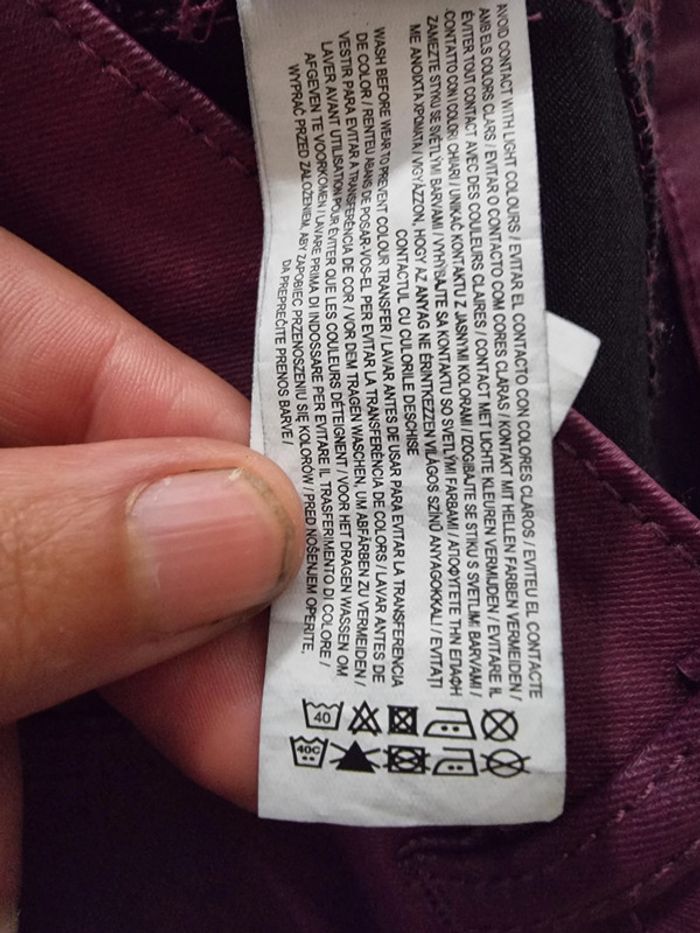 AVOID CONTACT WITH LIGHT COLOURS / EVITAR EL CONTACTO CON COLORES CLAROS / EVITEU EL CONTACTE
AMB ELS COLORS CLARS / EVITAR O CONTACTO COM CORES CLARAS / KONTAKT MIT HELLEN FARBEN VERMEIDEN /
ÉVITER TOUT CONTACT AVEC DES COULEURS CLAIRES / CONTACT MET LICHTE KLEUREN VERMIJDEN / EVITARE IL
CONTATTO CON I COLORI CHIARI / UNIKAĆ KONTAKTU Z JASNYMI KOLORAMI / IZOGIBAJTE SE STIKU S SVETLIMI BARVAMI /
ZAMEZTE STYKU SE SVĚTLÝMI BARVAMI / VYHÝBAJTE SA KONTAKTU SO SVETLÝMI FARBAMI / ΑΠΟΦΥΓΕΤΕ ΤΗΝ ΕΠΑΦΗ
ΜΕ ΑΝΟΙΧΤΑ ΧΡΩΜΑΤΑ / VIGYÁZZON, HOGY AZ ANYAG NE ÉRINTKEZZEN VILÁGOS SZÍNŰ ANYAGOKKAL / EVITAȚI
CONTACTUL CU CULORILE DESCHISE
WASH BEFORE WEAR TO PREVENT COLOUR TRANSFER / LAVAR ANTES DE USAR PARA EVITAR LA TRANSFERENCIA
DE COLOR / RENTEU ABANS DE POSAR-VOS-EL PER EVITAR LA TRANSFERÈNCIA DE COLORS / LAVAR ANTES DE
VESTIR PARA EVITAR A TRANSFERÊNCIA DE COR / VOR DEM TRAGEN WASCHEN, UM ABFÄRBEN ZU VERMEIDEN /
LAVER AVANT UTILISATION POUR ÉVITER QUE LES COULEURS DÉTEIGNENT / VOOR HET DRAGEN WASSEN OM
AFGEVEN TE VOORKOMEN / LAVARE PRIMA DI INDOSSARE PER EVITARE IL TRASFERIMENTO DI COLORE /
WYPRAĆ PRZED ZAŁOŻENIEM, ABY ZAPOBIEC PRZENOSZENIU SIĘ KOLORÓW / PRED NOŠENJEM OPERITE,
DA PREPREČITE PRENOS BARVE /
40
40C